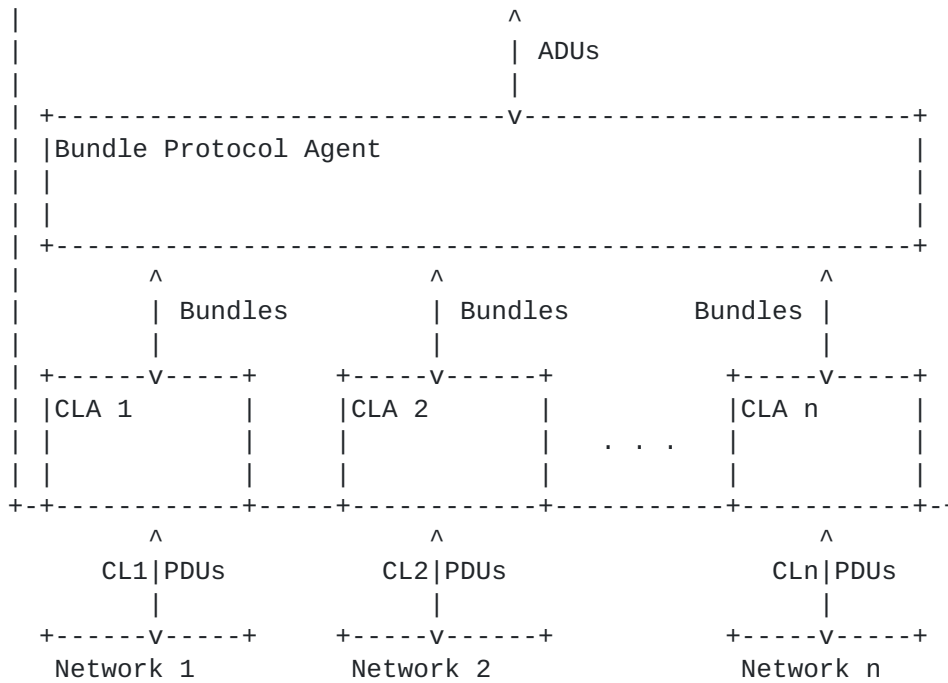 ADUs
Bundle Protocol Agent
Bundles Bundles Bundles
CLA 1 CLA 2 CLA n
. . .
CL1 PDUs CL2 PDUs CLn PDUs
Network 1 Network 2 Network n